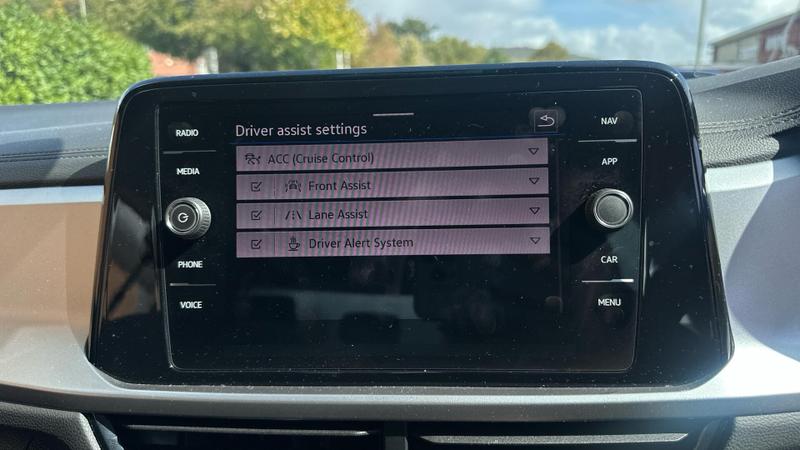 RADIO
MEDIA
PHONE
VOICE
Driver assist settings
ACC (Cruise Control)
Front Assist
Lane Assist
Driver Alert System
NAV
APP
CAR
MENU